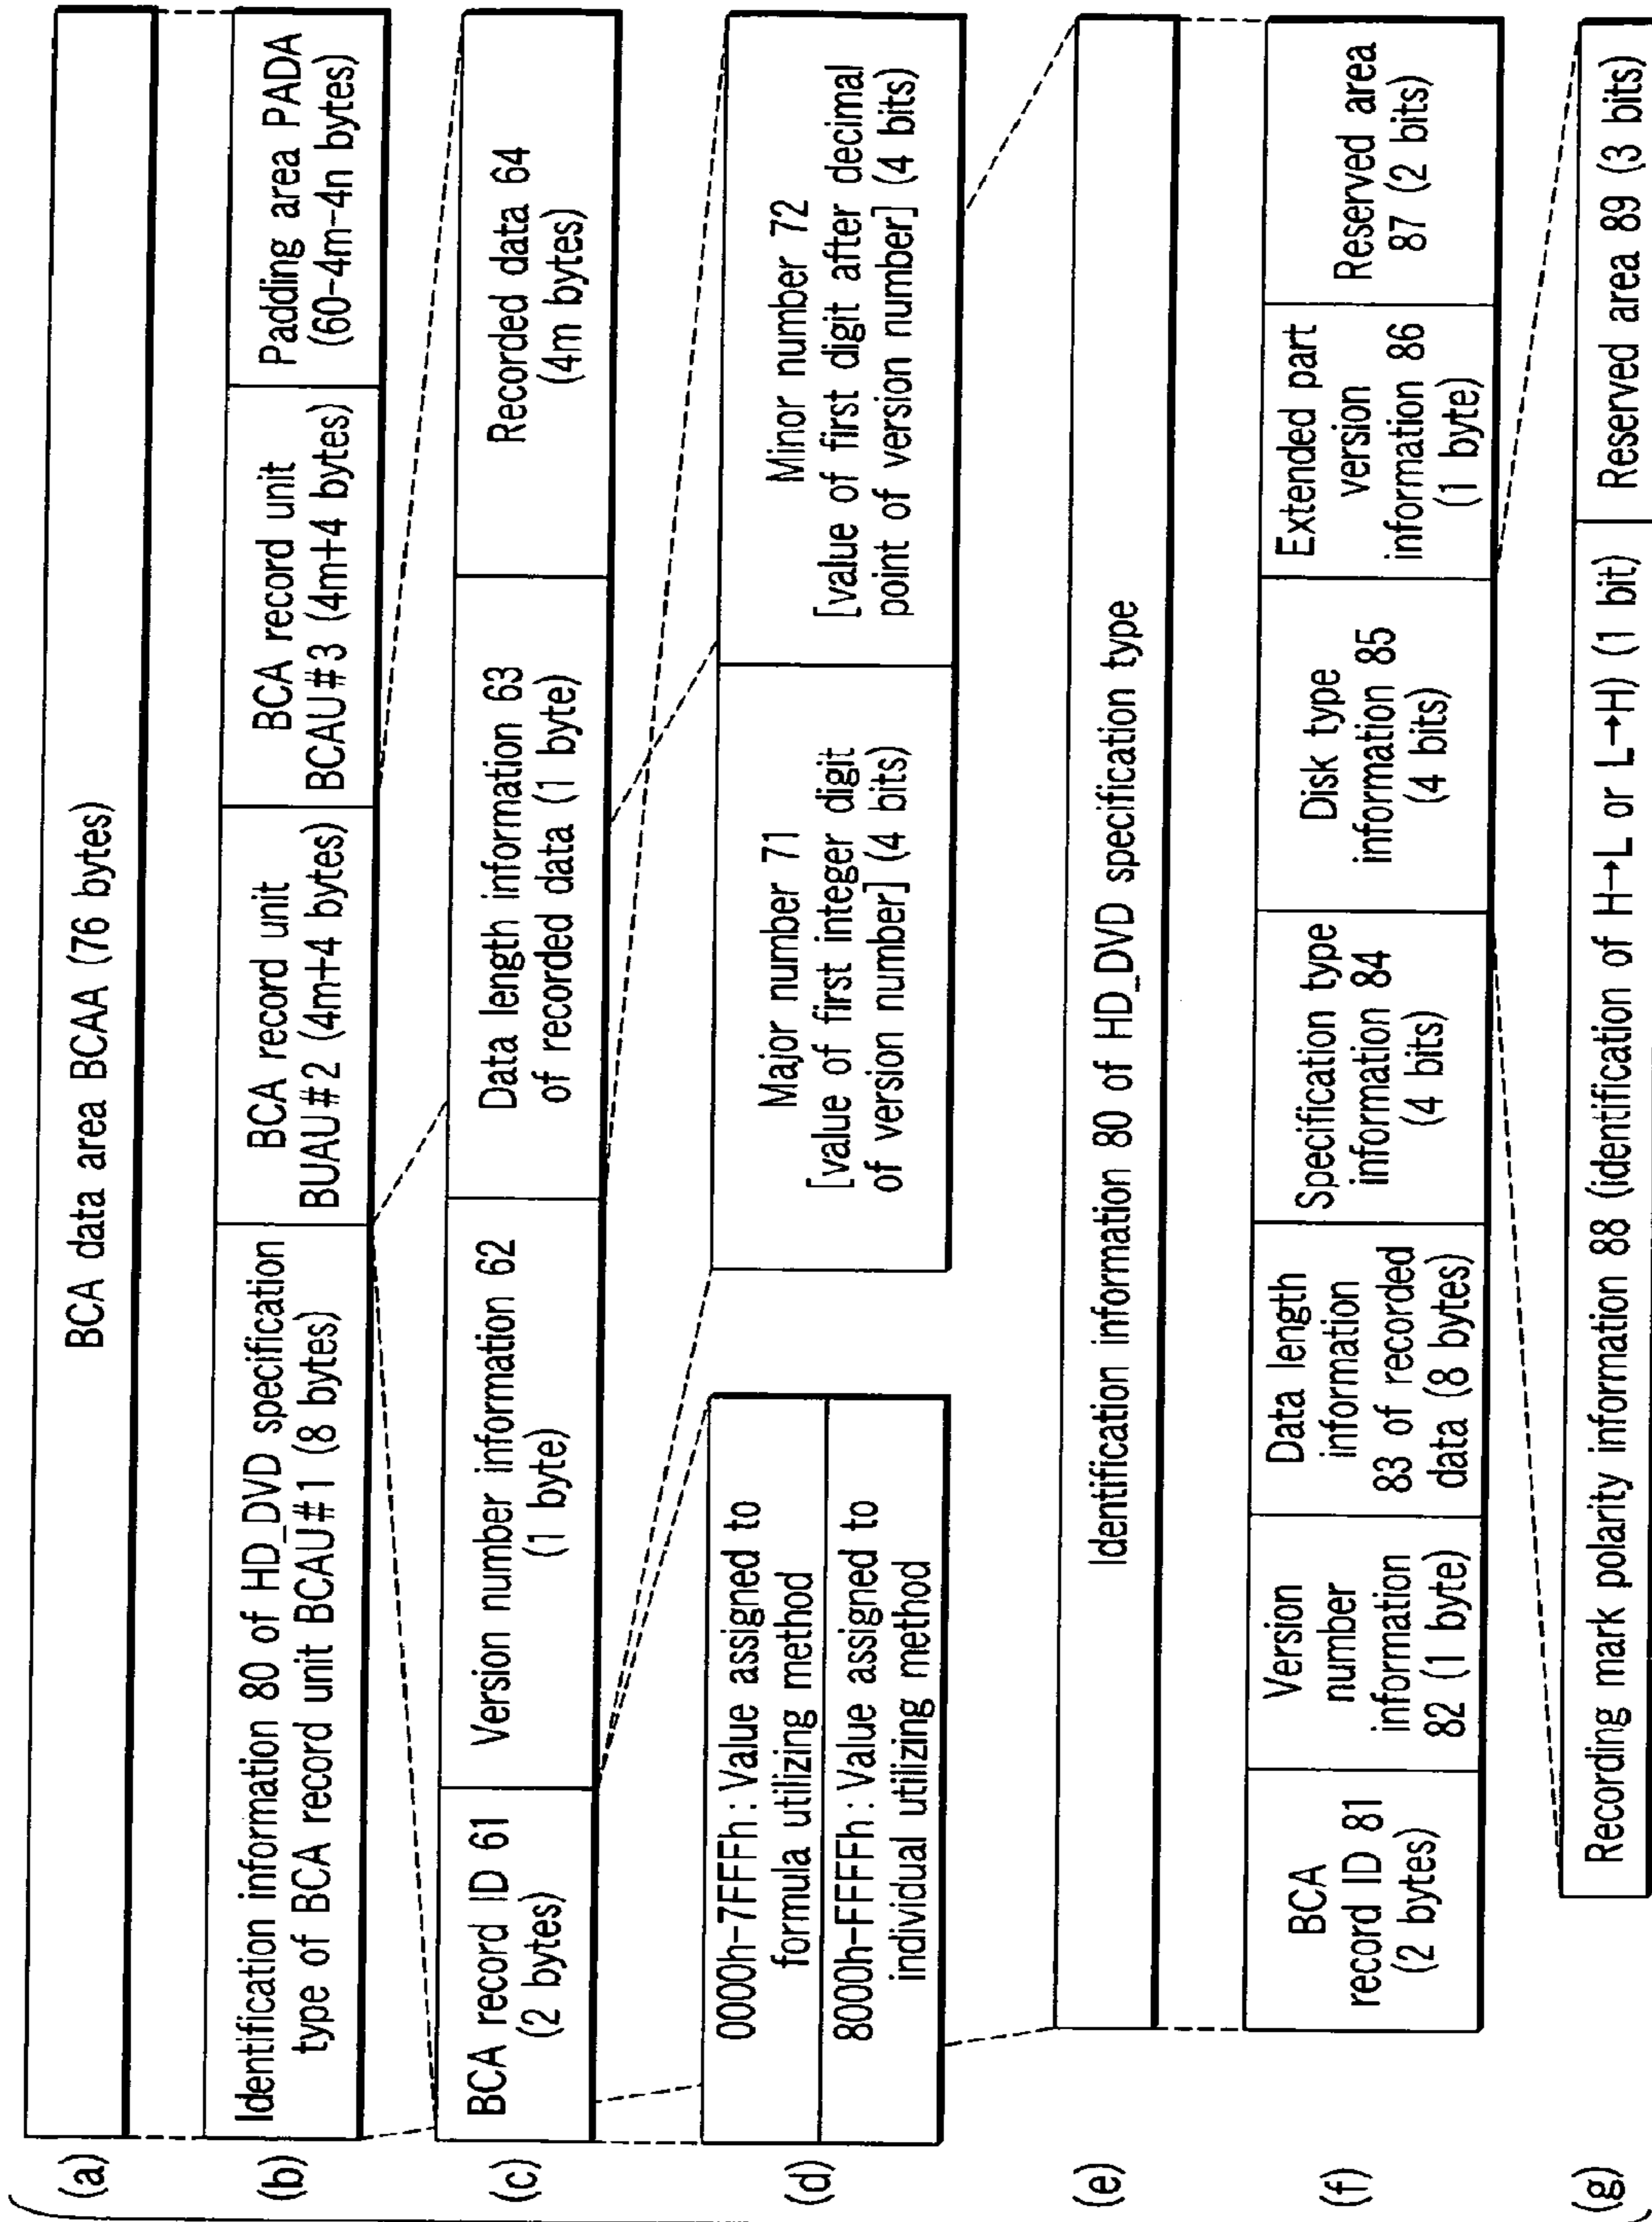 (a)
BCA data area BCAA (76 bytes)
(b)
Identification information 80 of HD_DVD specification
type of BCA record unit BCAU#1 (8 bytes)
BCA record unit
BUAU#2 (4m+4 bytes)
BCA record unit
BCAU#3 (4m+4 bytes)
Padding area PADA
(60-4m-4n bytes)
(c)
BCA record ID 61
(2 bytes)
Version number information 62
(1 byte)
Data length information 63
of recorded data (1 byte)
Recorded data 64
(4m bytes)
(d)
0000h-7FFFh : Value assigned to
formula utilizing method
8000h-FFFFh : Value assigned to
individual utilizing method
Major number 71
[value of first integer digit
of version number] (4 bits)
Minor number 72
[value of first digit after decimal
point of version number] (4 bits)
(e)
Identification information 80 of HD_DVD specification type
(f)
BCA
record ID 81
(2 bytes)
Version
number
information
82 (1 byte)
Data length
information
83 of recorded
data (8 bytes)
Specification type
information 84
(4 bits)
Disk type
information 85
(4 bits)
Extended part
version
information 86
(1 byte)
Reserved area
87 (2 bits)
(g)
Recording mark polarity information 88 (identification of H→L or L→H) (1 bit)
Reserved area 89 (3 bits)